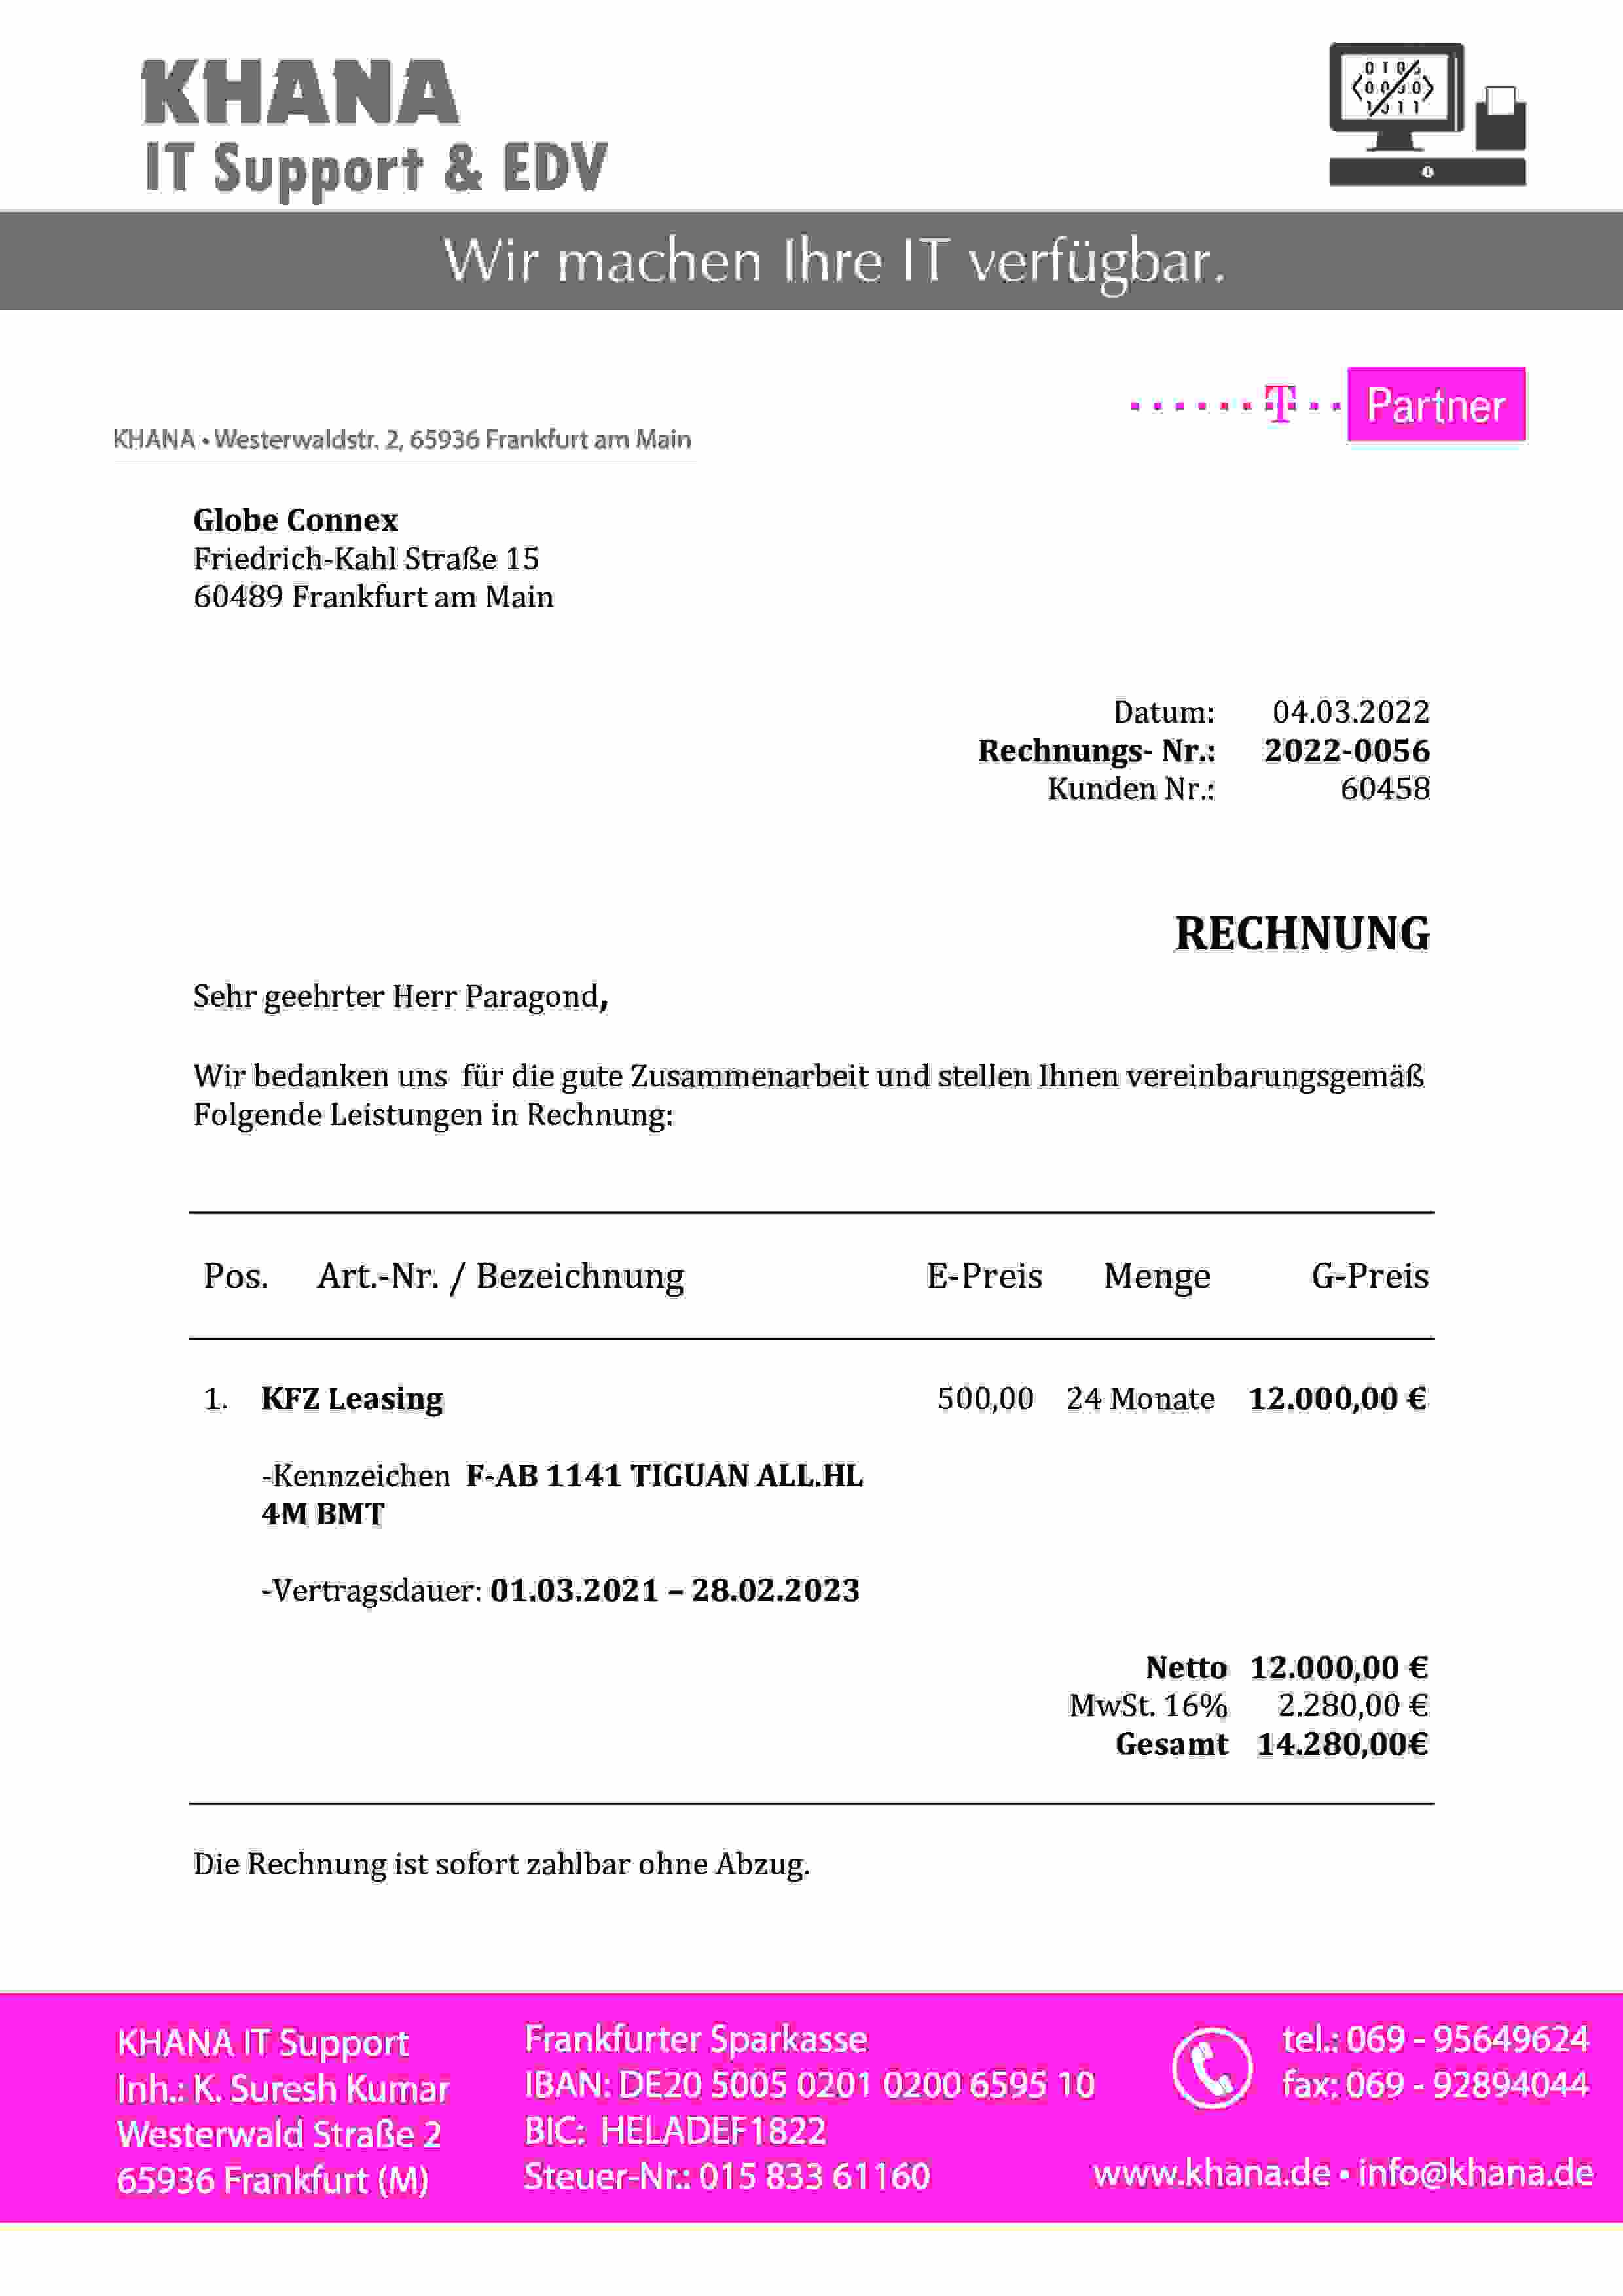 KHANA
IT Support & EDV
Wir machen Ihre IT verfügbar.
T Partner
KHANA • Westerwaldstr. 2, 65936 Frankfurt am Main
Globe Connex
Friedrich-Kahl Straße 15
60489 Frankfurt am Main
Datum: 04.03.2022
Rechnungs- Nr.: 2022-0056
Kunden Nr.: 60458
RECHNUNG
Sehr geehrter Herr Paragond,
Wir bedanken uns für die gute Zusammenarbeit und stellen Ihnen vereinbarungsgemäß
Folgende Leistungen in Rechnung:
Pos. Art.-Nr. / Bezeichnung E-Preis Menge G-Preis
1. KFZ Leasing 500,00 24 Monate 12.000,00 €
-Kennzeichen F-AB 1141 TIGUAN ALL.HL
4M BMT
-Vertragsdauer: 01.03.2021 – 28.02.2023
Netto 12.000,00 €
MwSt. 16% 2.280,00 €
Gesamt 14.280,00€
Die Rechnung ist sofort zahlbar ohne Abzug.
KHANA IT Support
Inh.: K. Suresh Kumar
Westerwald Straße 2
65936 Frankfurt (M)
Frankfurter Sparkasse
IBAN: DE20 5005 0201 0200 6595 10
BIC: HELADEF1822
Steuer-Nr.: 015 833 61160
tel.: 069 - 95649624
fax: 069 - 92894044
www.khana.de • info@khana.de